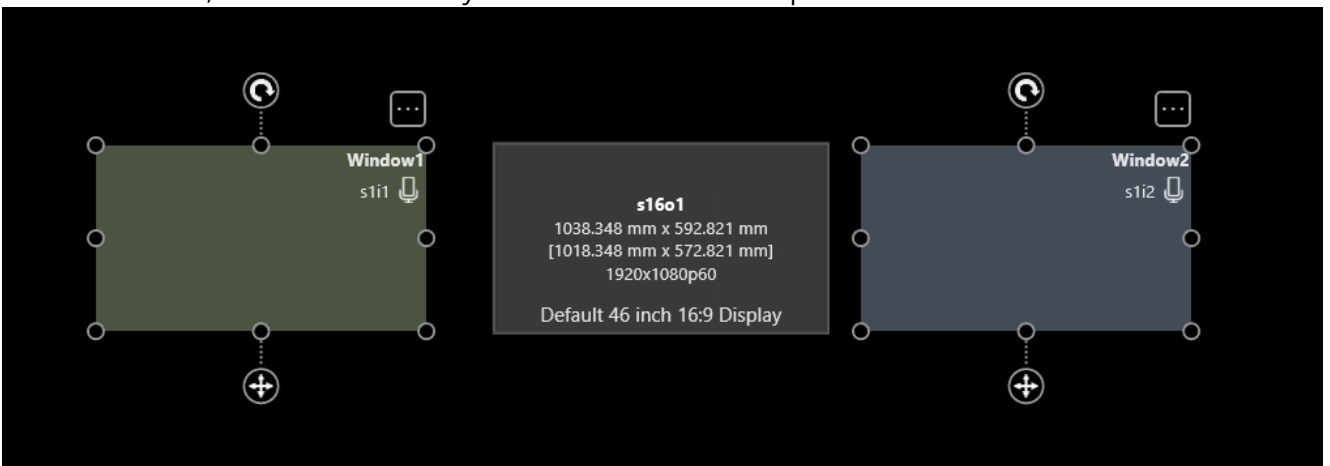 Window1
s1i1
s16o1
1038.348 mm x 592.821 mm
[1018.348 mm x 572.821 mm]
1920x1080p60
Default 46 inch 16:9 Display
Window2
s1i2